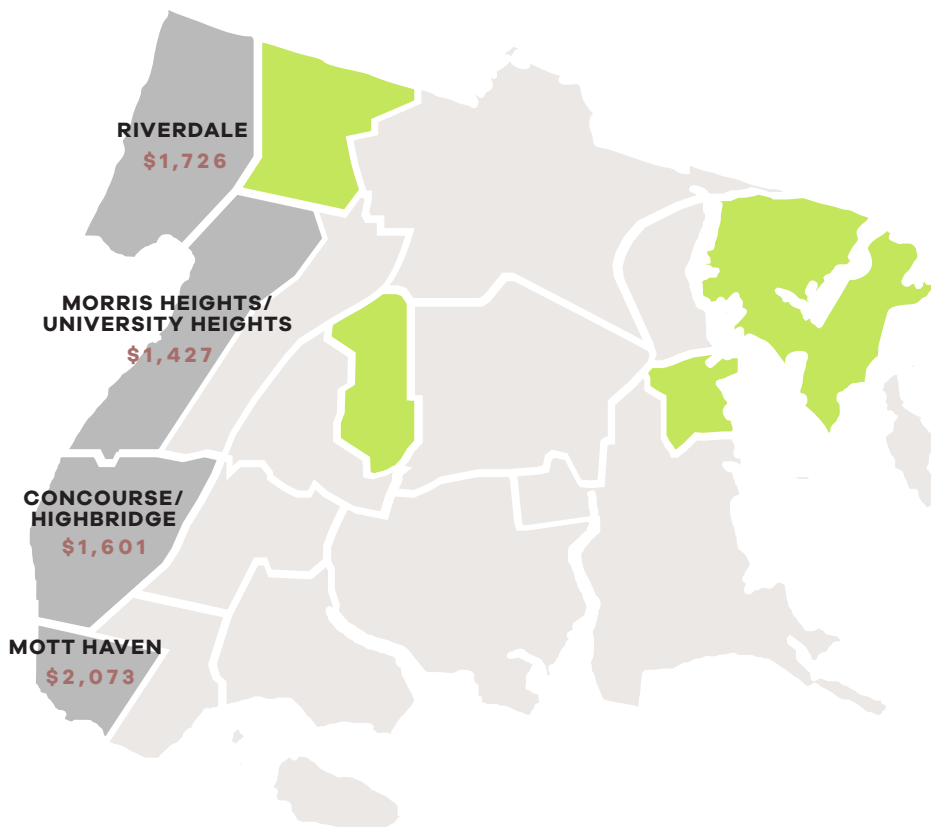 RIVERDALE
$1,726
MORRIS HEIGHTS/
UNIVERSITY HEIGHTS
$1,427
CONCOURSE/
HIGHBRIDGE
$1,601
MOTT HAVEN
$2,073